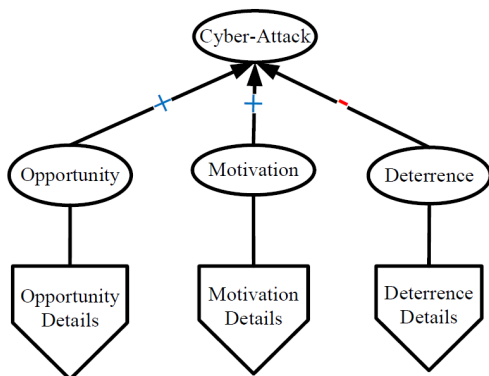 Cyber-Attack
+
+
-
Opportunity
Motivation
Deterrence
Opportunity
Details
Motivation
Details
Deterrence
Details